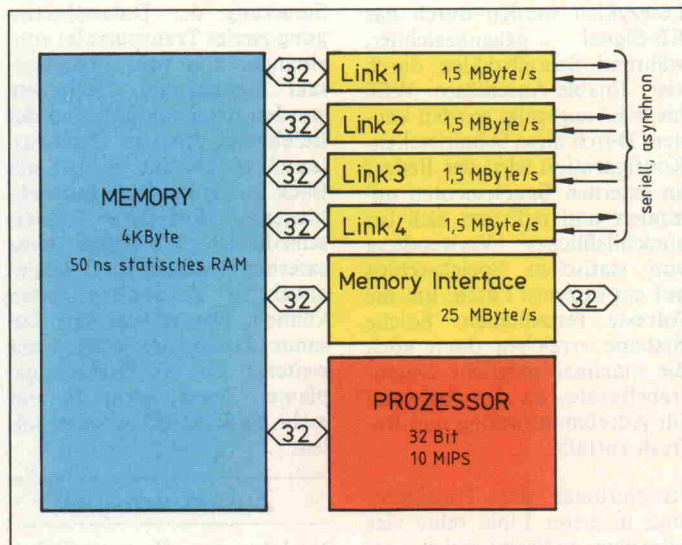 MEMORY
4KByte
50 ns statisches RAM
32 Link 1 1,5 MByte/s
32 Link 2 1,5 MByte/s
32 Link 3 1,5 MByte/s
32 Link 4 1,5 MByte/s
seriell asynchron
Memory Interface
32 25 MByte/s 32
PROZESSOR
32 32 Bit
10 MIPS